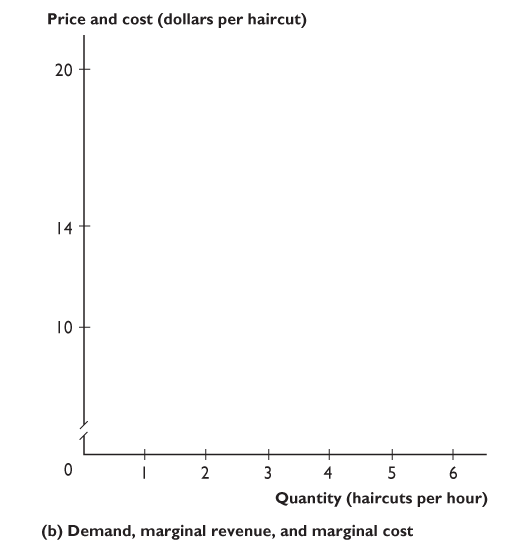 Price and cost (dollars per haircut)
20
14
10
0
1 2 3 4 5 6
Quantity (haircuts per hour)
(b) Demand, marginal revenue, and marginal cost